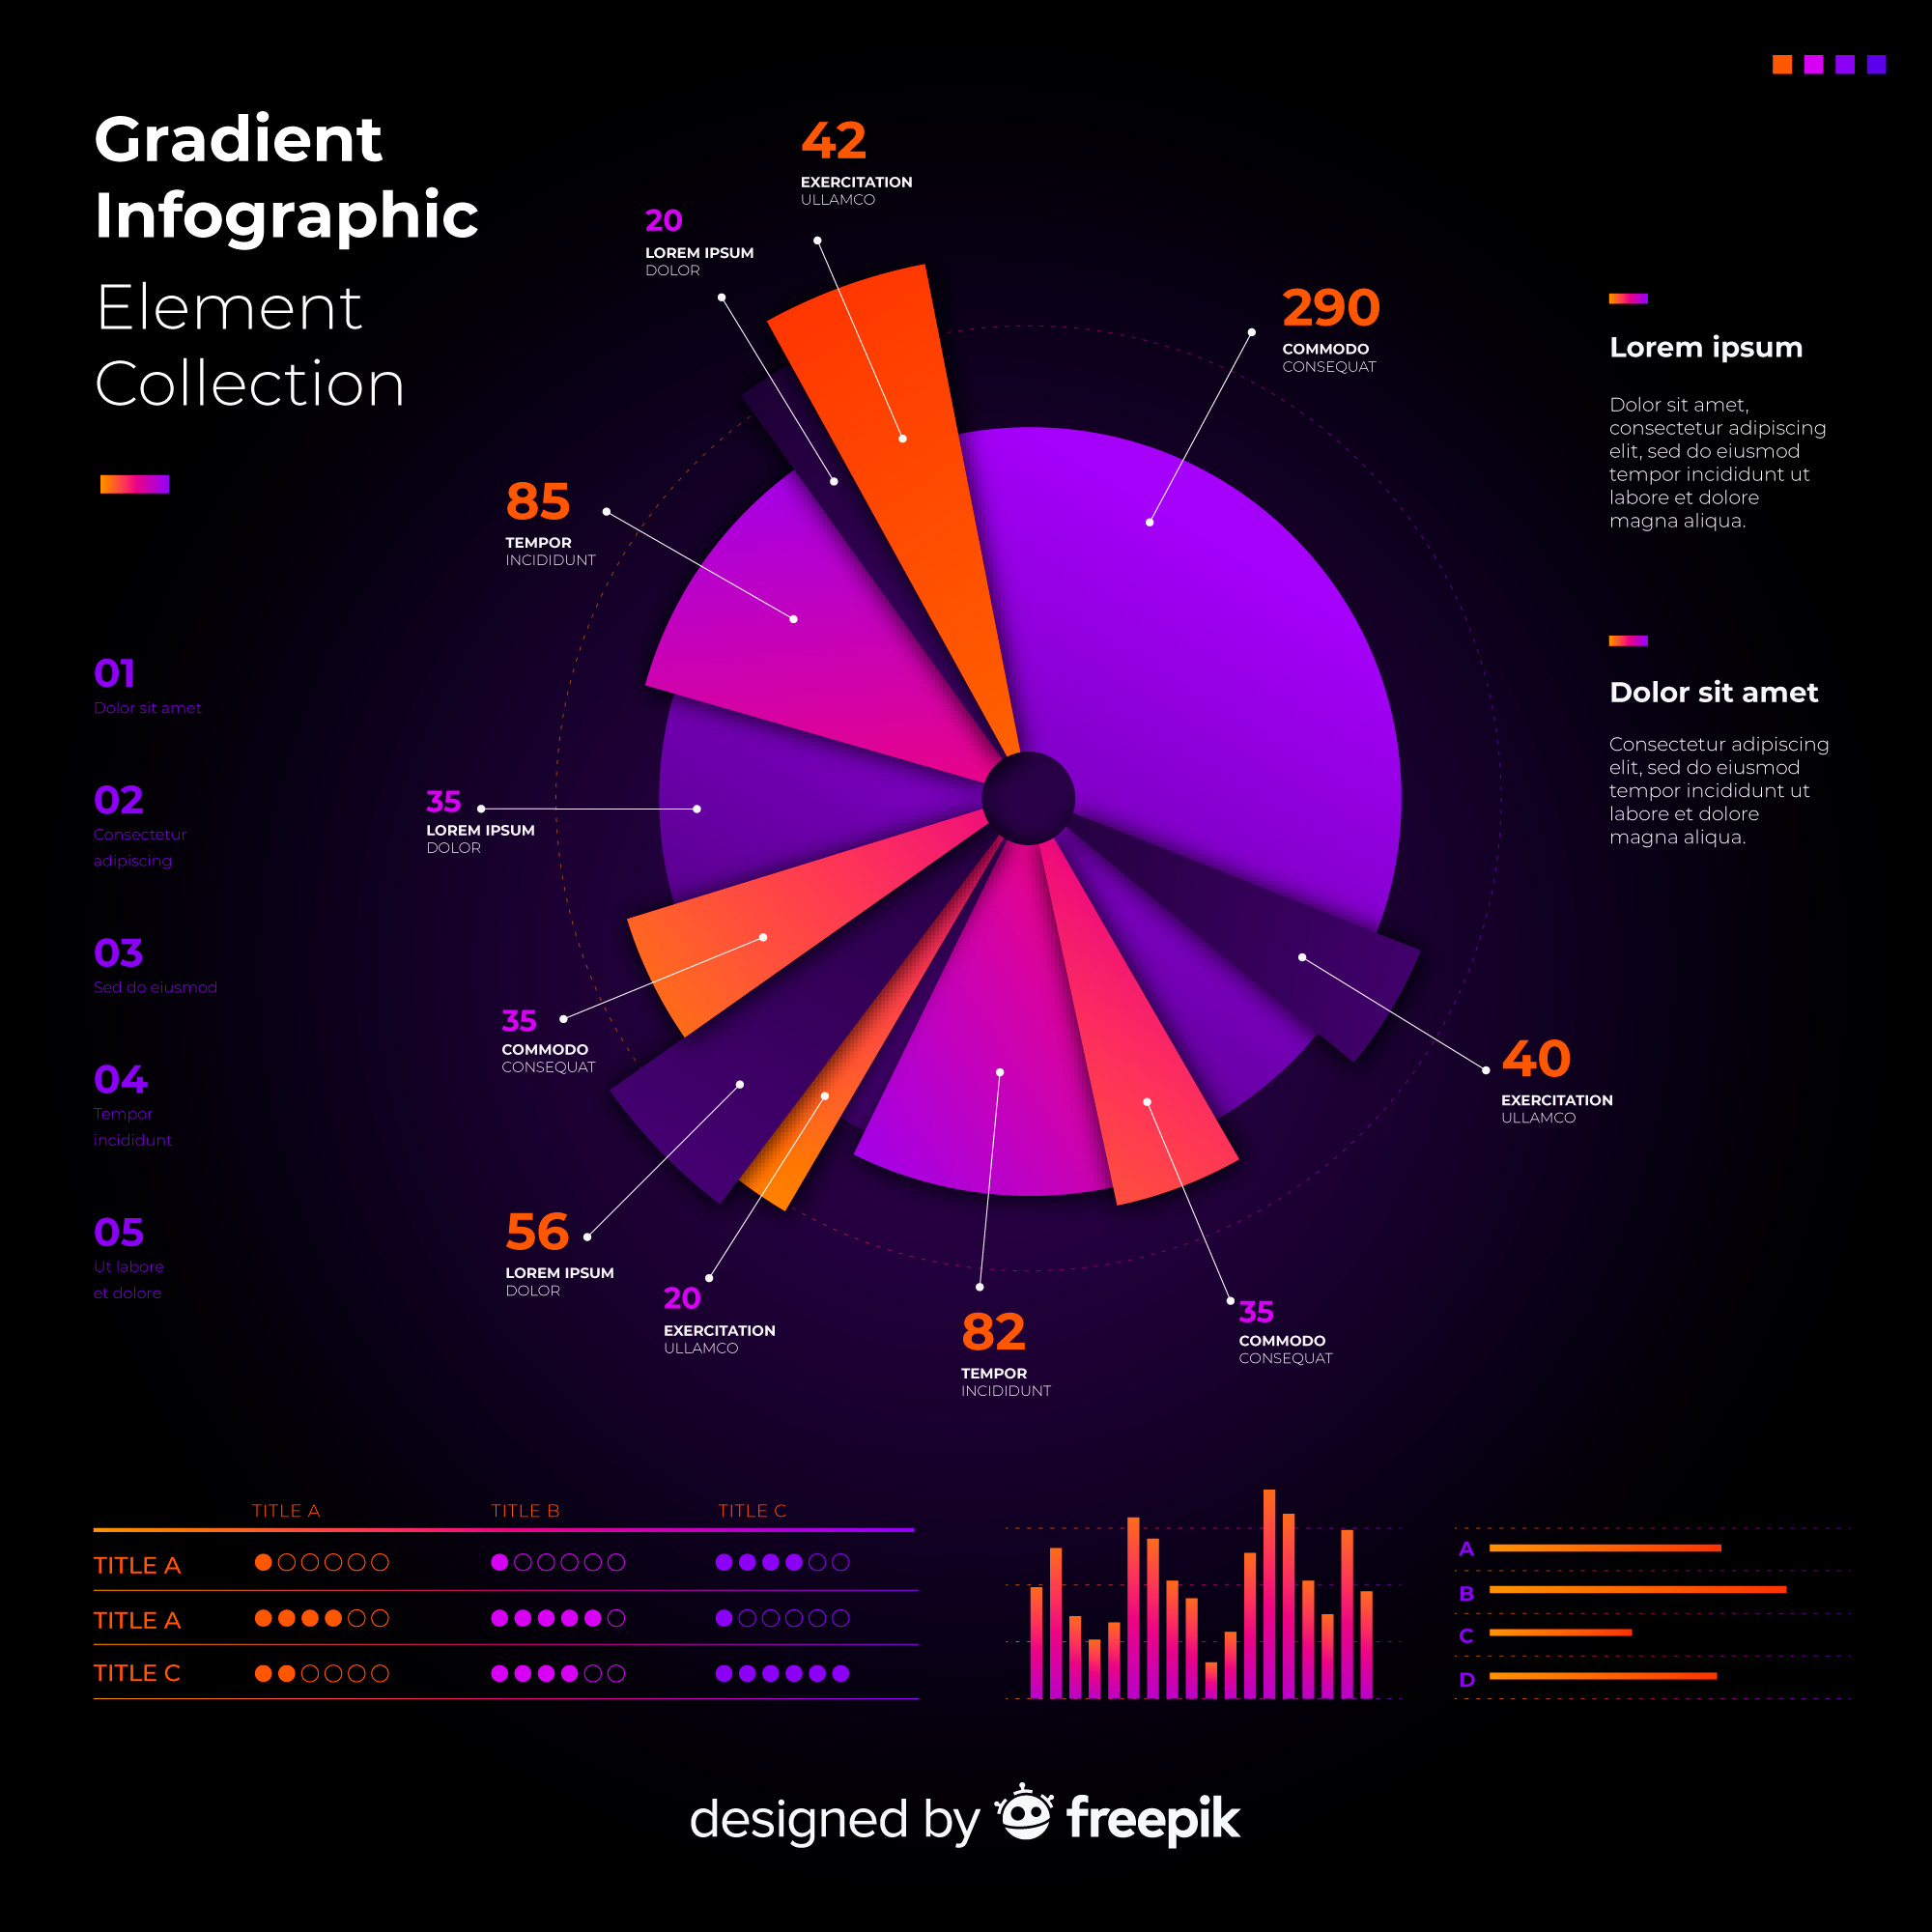 Gradient
Infographic
Element
Collection
42
EXERCITATION
ULLAMCO
20
LOREM IPSUM
DOLOR
290
COMMODO
CONSEQUAT
85
TEMPOR
INCIDIDUNT
35
LOREM IPSUM
DOLOR
35
COMMODO
CONSEQUAT
56
LOREM IPSUM
DOLOR
20
EXERCITATION
ULLAMCO
82
TEMPOR
INCIDIDUNT
35
COMMODO
CONSEQUAT
40
EXERCITATION
ULLAMCO
Lorem ipsum
Dolor sit amet,
consectetur adipiscing
elit, sed do eiusmod
tempor incididunt ut
labore et dolore
magna aliqua.
Dolor sit amet
Consectetur adipiscing
elit, sed do eiusmod
tempor incididunt ut
labore et dolore
magna aliqua.
01
Dolor sit amet
02
Consectetur
adipiscing
03
Sed do eiusmod
04
Tempor
incididunt
05
Ut labore
et dolore
TITLE A TITLE B TITLE C
TITLE A
TITLE A
TITLE C
A
B
C
D
designed by freepik